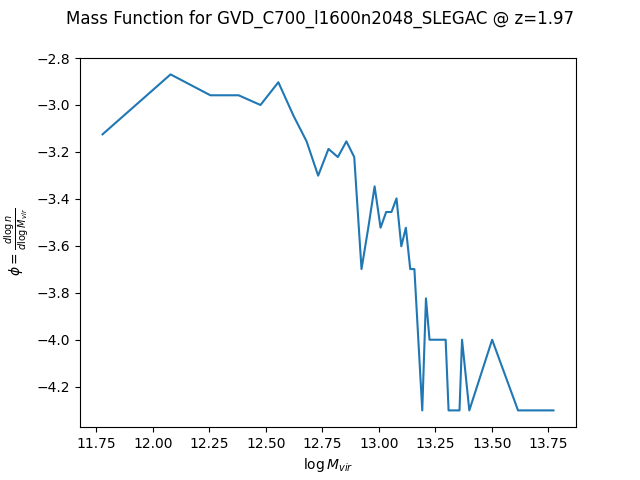 Mass Function for GVD_C700_l1600n2048_SLEGAC @ z=1.97
−2.8
−3.0
−3.2
−3.4
−3.6
−3.8
−4.0
−4.2
ϕ = d log n / d log M_vir
11.75 12.00 12.25 12.50 12.75 13.00 13.25 13.50 13.75
log M_vir